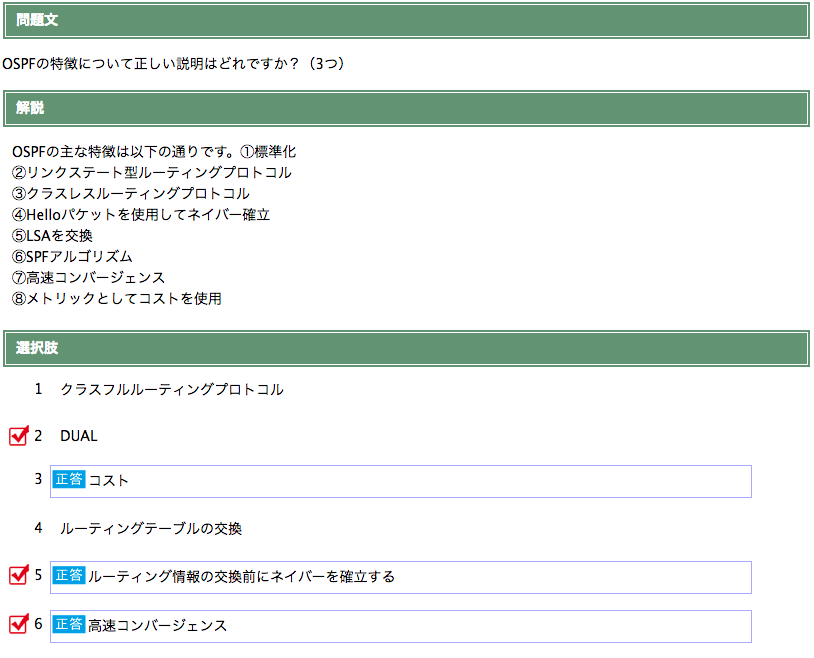 問題文
OSPFの特徴について正しい説明はどれですか？（3つ）
解説
OSPFの主な特徴は以下の通りです。①標準化
②リンクステート型ルーティングプロトコル
③クラスレスルーティングプロトコル
④Helloパケットを使用してネイバー確立
⑤LSAを交換
⑥SPFアルゴリズム
⑦高速コンバージェンス
⑧メトリックとしてコストを使用
選択肢
1 クラスフルルーティングプロトコル
2 DUAL
3 正答 コスト
4 ルーティングテーブルの交換
5 正答 ルーティング情報の交換前にネイバーを確立する
6 正答 高速コンバージェンス